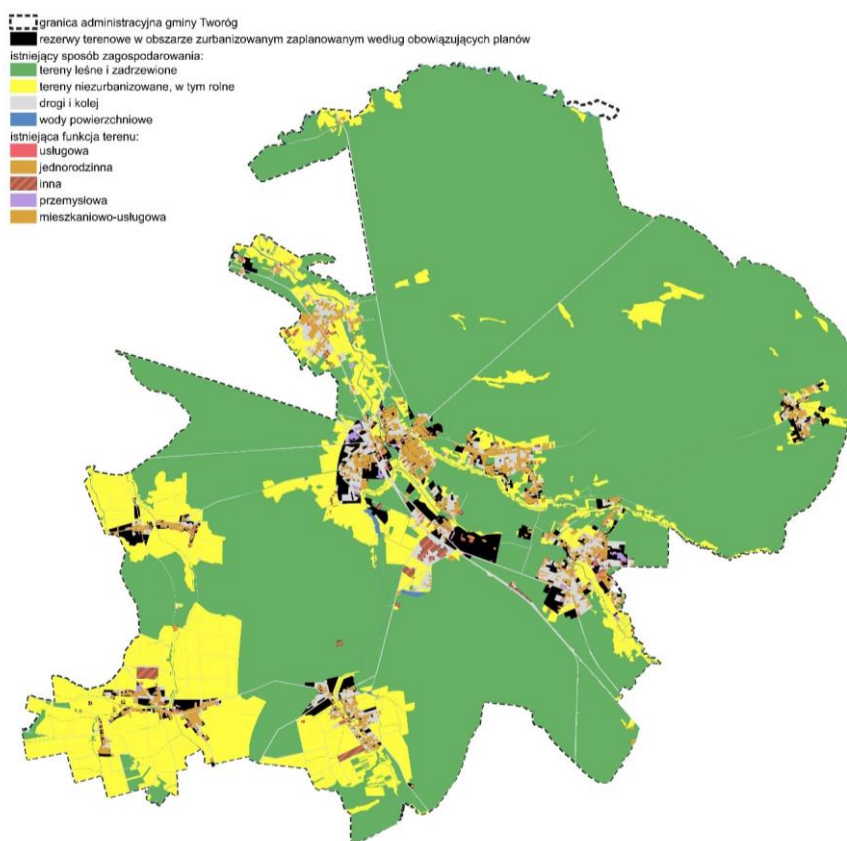 granica administracyjna gminy Tworóg
rezerwy terenowe w obszarze zurbanizowanym zaplanowanym według obowiązujących planów
istniejący sposób zagospodarowania:
tereny leśne i zadrzewione
tereny niezurbanizowane, w tym rolne
drogi i kolej
wody powierzchniowe
istniejąca funkcja terenu:
usługowa
jednorodzinna
inna
przemysłowa
mieszkaniowo-usługowa